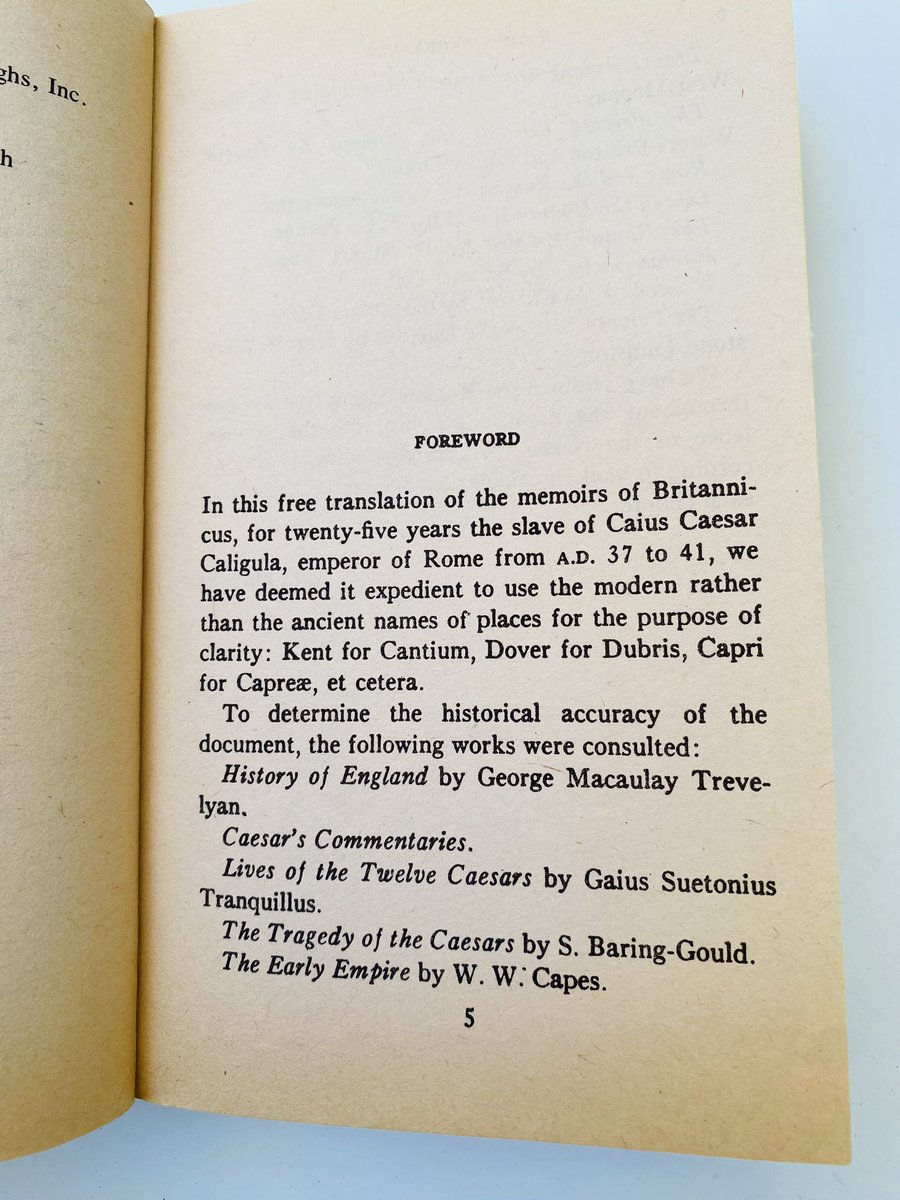 ghs, Inc.
h
FOREWORD
In this free translation of the memoirs of Britanni-
cus, for twenty-five years the slave of Caius Caesar
Caligula, emperor of Rome from A.D. 37 to 41, we
have deemed it expedient to use the modern rather
than the ancient names of places for the purpose of
clarity: Kent for Cantium, Dover for Dubris, Capri
for Capreæ, et cetera.
To determine the historical accuracy of the
document, the following works were consulted:
History of England by George Macaulay Treve-
lyan.
Caesar's Commentaries.
Lives of the Twelve Caesars by Gaius Suetonius
Tranquillus.
The Tragedy of the Caesars by S. Baring-Gould.
The Early Empire by W. W. Capes.
5